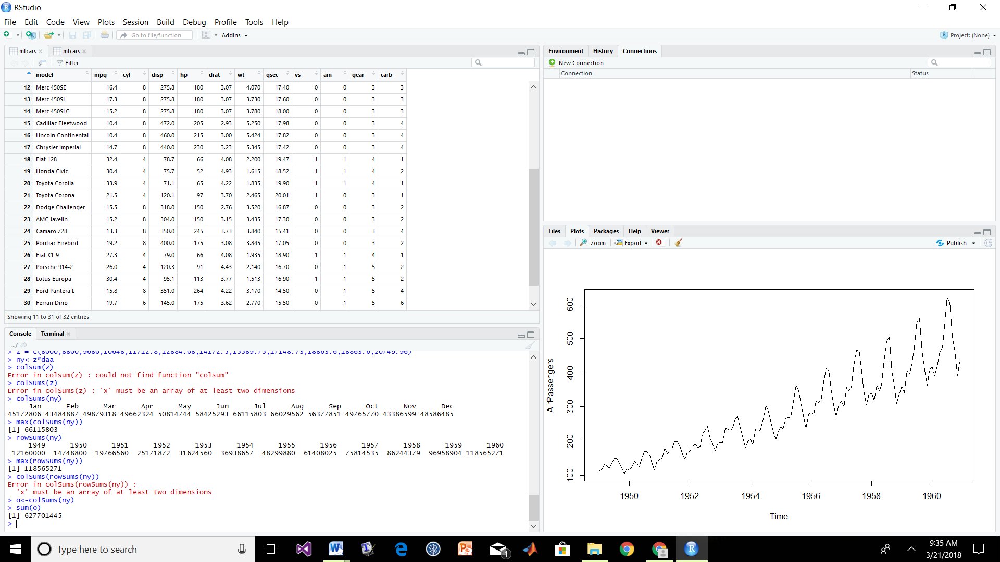 RStudio
File Edit Code View Plots Session Build Debug Profile Tools Help
Go to file/function Addins Project: (None)
mtcars mtcars
Filter
model mpg cyl disp hp drat wt qsec vs am gear carb
12 Merc 450SE 16.4 8 275.8 180 3.07 4.070 17.40 0 0 3 3
13 Merc 450SL 17.3 8 275.8 180 3.07 3.730 17.60 0 0 3 3
14 Merc 450SLC 15.2 8 275.8 180 3.07 3.780 18.00 0 0 3 3
15 Cadillac Fleetwood 10.4 8 472.0 205 2.93 5.250 17.98 0 0 3 4
16 Lincoln Continental 10.4 8 460.0 215 3.00 5.424 17.82 0 0 3 4
17 Chrysler Imperial 14.7 8 440.0 230 3.23 5.345 17.42 0 0 3 4
18 Fiat 128 32.4 4 78.7 66 4.08 2.200 19.47 1 1 4 1
19 Honda Civic 30.4 4 75.7 52 4.93 1.615 18.52 1 1 4 2
20 Toyota Corolla 33.9 4 71.1 65 4.22 1.835 19.90 1 1 4 1
21 Toyota Corona 21.5 4 120.1 97 3.70 2.465 20.01 1 0 3 1
22 Dodge Challenger 15.5 8 318.0 150 2.76 3.520 16.87 0 0 3 2
23 AMC Javelin 15.2 8 304.0 150 3.15 3.435 17.30 0 0 3 2
24 Camaro Z28 13.3 8 350.0 245 3.73 3.840 15.41 0 0 3 4
25 Pontiac Firebird 19.2 8 400.0 175 3.08 3.845 17.05 0 0 3 2
26 Fiat X1-9 27.3 4 79.0 66 4.08 1.935 18.90 1 1 4 1
27 Porsche 914-2 26.0 4 120.3 91 4.43 2.140 16.70 0 1 5 2
28 Lotus Europa 30.4 4 95.1 113 3.77 1.513 16.90 1 1 5 2
29 Ford Pantera L 15.8 8 351.0 264 4.22 3.170 14.50 0 1 5 4
30 Ferrari Dino 19.7 6 145.0 175 3.62 2.770 15.50 0 1 5 6
Showing 11 to 31 of 32 entries
Console Terminal
~/
> z = c(8000,8800,9680,10648,11712.8,12884.08,14172.5,15589.75,17148.73,18863.6,18863.6,20749.96)
> ny<-z*daa
> colsum(z)
Error in colsum(z) : could not find function "colsum"
> colSums(z)
Error in colSums(z) : 'x' must be an array of at least two dimensions
> colSums(ny)
Jan Feb Mar Apr May Jun Jul Aug Sep Oct Nov Dec
45172806 43484887 49879318 49662324 50814744 58425293 66115803 66029562 56377851 49765770 43386599 48586485
> max(colSums(ny))
[1] 66115803
> rowSums(ny)
1949 1950 1951 1952 1953 1954 1955 1956 1957 1958 1959 1960
12160000 14748800 19766560 25171872 31624560 36938657 48299880 61408025 75814535 86244379 96958904 118565271
> max(rowSums(ny))
[1] 118565271
> colSums(rowSums(ny))
Error in colSums(rowSums(ny)) :
'x' must be an array of at least two dimensions
> o<-colSums(ny)
> sum(o)
[1] 627701445
>
Environment History Connections
New Connection
Connection Status
Files Plots Packages Help Viewer
Zoom Export Publish
600
500
400
300
200
100
AirPassengers
1950 1952 1954 1956 1958 1960
Time
Type here to search
1
9:35 AM
3/21/2018